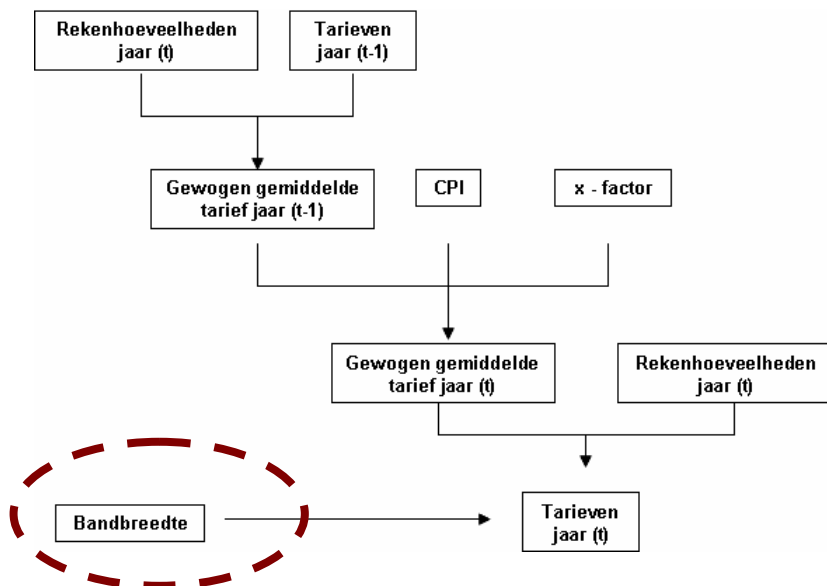 Rekenhoeveelheden
jaar (t)
Tarieven
jaar (t-1)
Gewogen gemiddelde
tarief jaar (t-1)
CPI
x - factor
Gewogen gemiddelde
tarief jaar (t)
Rekenhoeveelheden
jaar (t)
Bandbreedte
Tarieven
jaar (t)